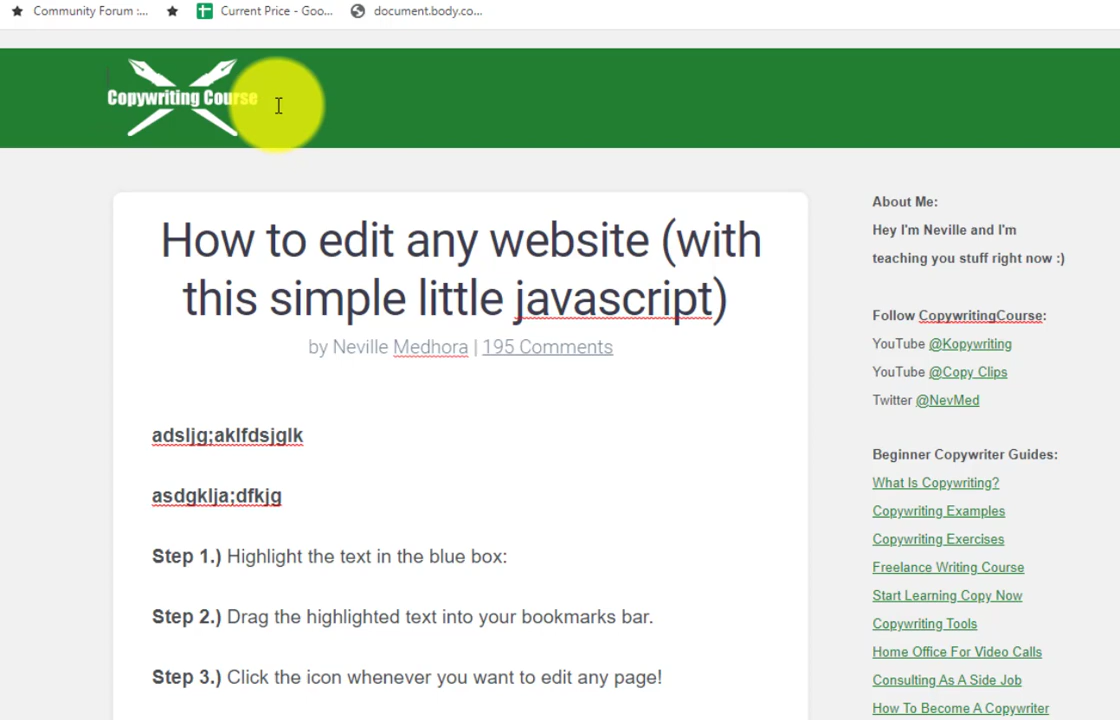 Community Forum :...
Current Price - Goo...
document.body.co...
Copywriting Course
How to edit any website (with
this simple little javascript)
by Neville Medhora | 195 Comments
adsljg;aklfdsjglk
asdgklja;dfkjg
Step 1.) Highlight the text in the blue box:
Step 2.) Drag the highlighted text into your bookmarks bar.
Step 3.) Click the icon whenever you want to edit any page!
About Me:
Hey I'm Neville and I'm
teaching you stuff right now :)
Follow CopywritingCourse:
YouTube @Kopywriting
YouTube @Copy Clips
Twitter @NevMed
Beginner Copywriter Guides:
What Is Copywriting?
Copywriting Examples
Copywriting Exercises
Freelance Writing Course
Start Learning Copy Now
Copywriting Tools
Home Office For Video Calls
Consulting As A Side Job
How To Become A Copywriter